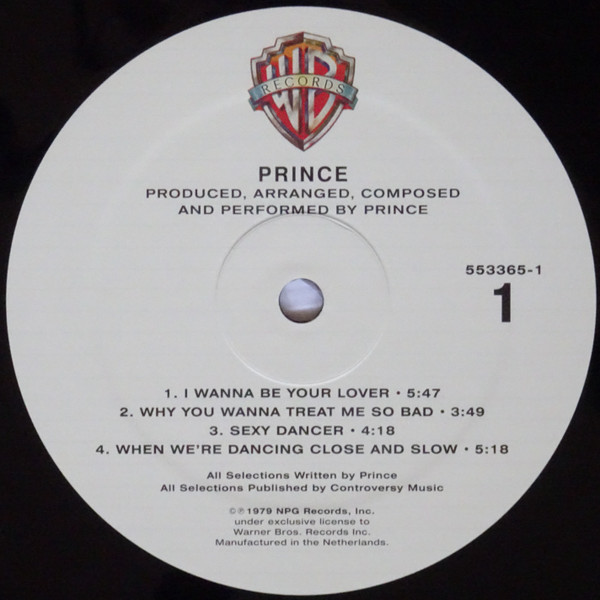 WB
RECORDS
PRINCE
PRODUCED, ARRANGED, COMPOSED
AND PERFORMED BY PRINCE
553365-1
1
1. I WANNA BE YOUR LOVER • 5:47
2. WHY YOU WANNA TREAT ME SO BAD • 3:49
3. SEXY DANCER • 4:18
4. WHEN WE'RE DANCING CLOSE AND SLOW • 5:18
All Selections Written by Prince
All Selections Published by Controversy Music
©℗1979 NPG Records, Inc.
under exclusive license to
Warner Bros. Records Inc.
Manufactured in the Netherlands.